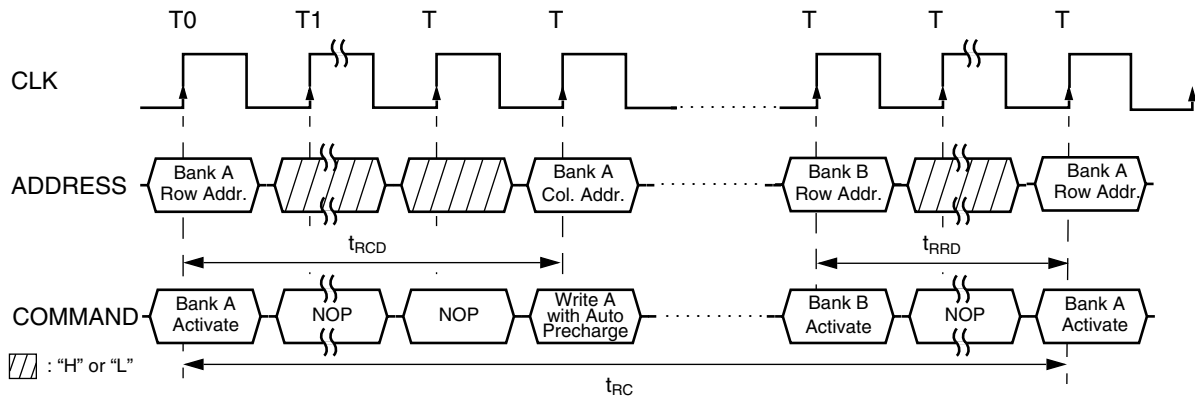 T0 T1 T T T T T
CLK
ADDRESS
Bank A
Row Addr.
Bank A
Col. Addr.
Bank B
Row Addr.
Bank A
Row Addr.
tRCD
tRRD
COMMAND
Bank A
Activate
NOP
NOP
Write A
with Auto
Precharge
Bank B
Activate
NOP
Bank A
Activate
: “H” or “L”
tRC